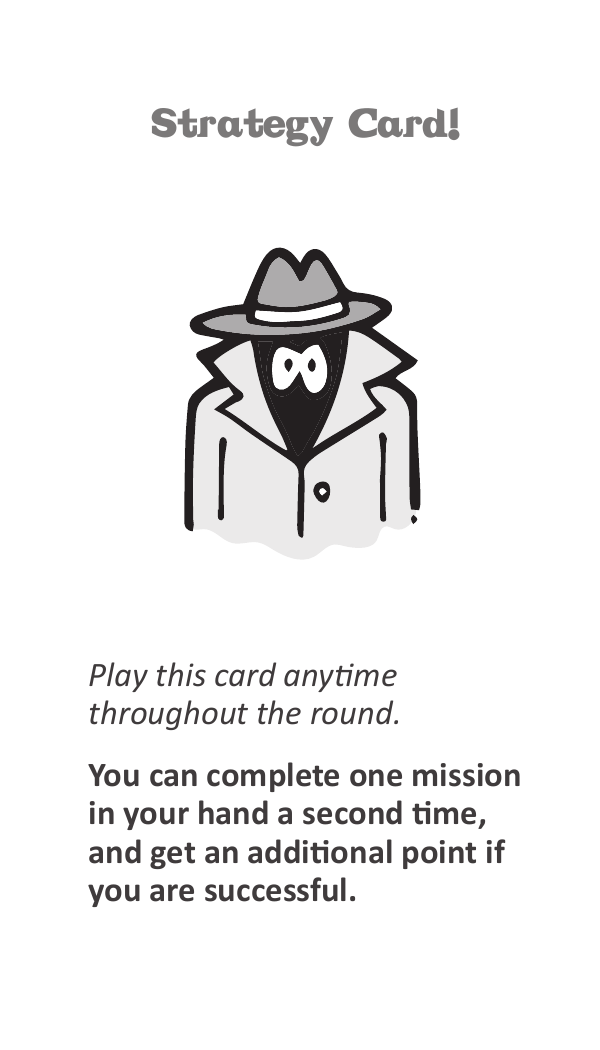 Strategy Card!
Play this card anytime
throughout the round.
You can complete one mission
in your hand a second time,
and get an additional point if
you are successful.